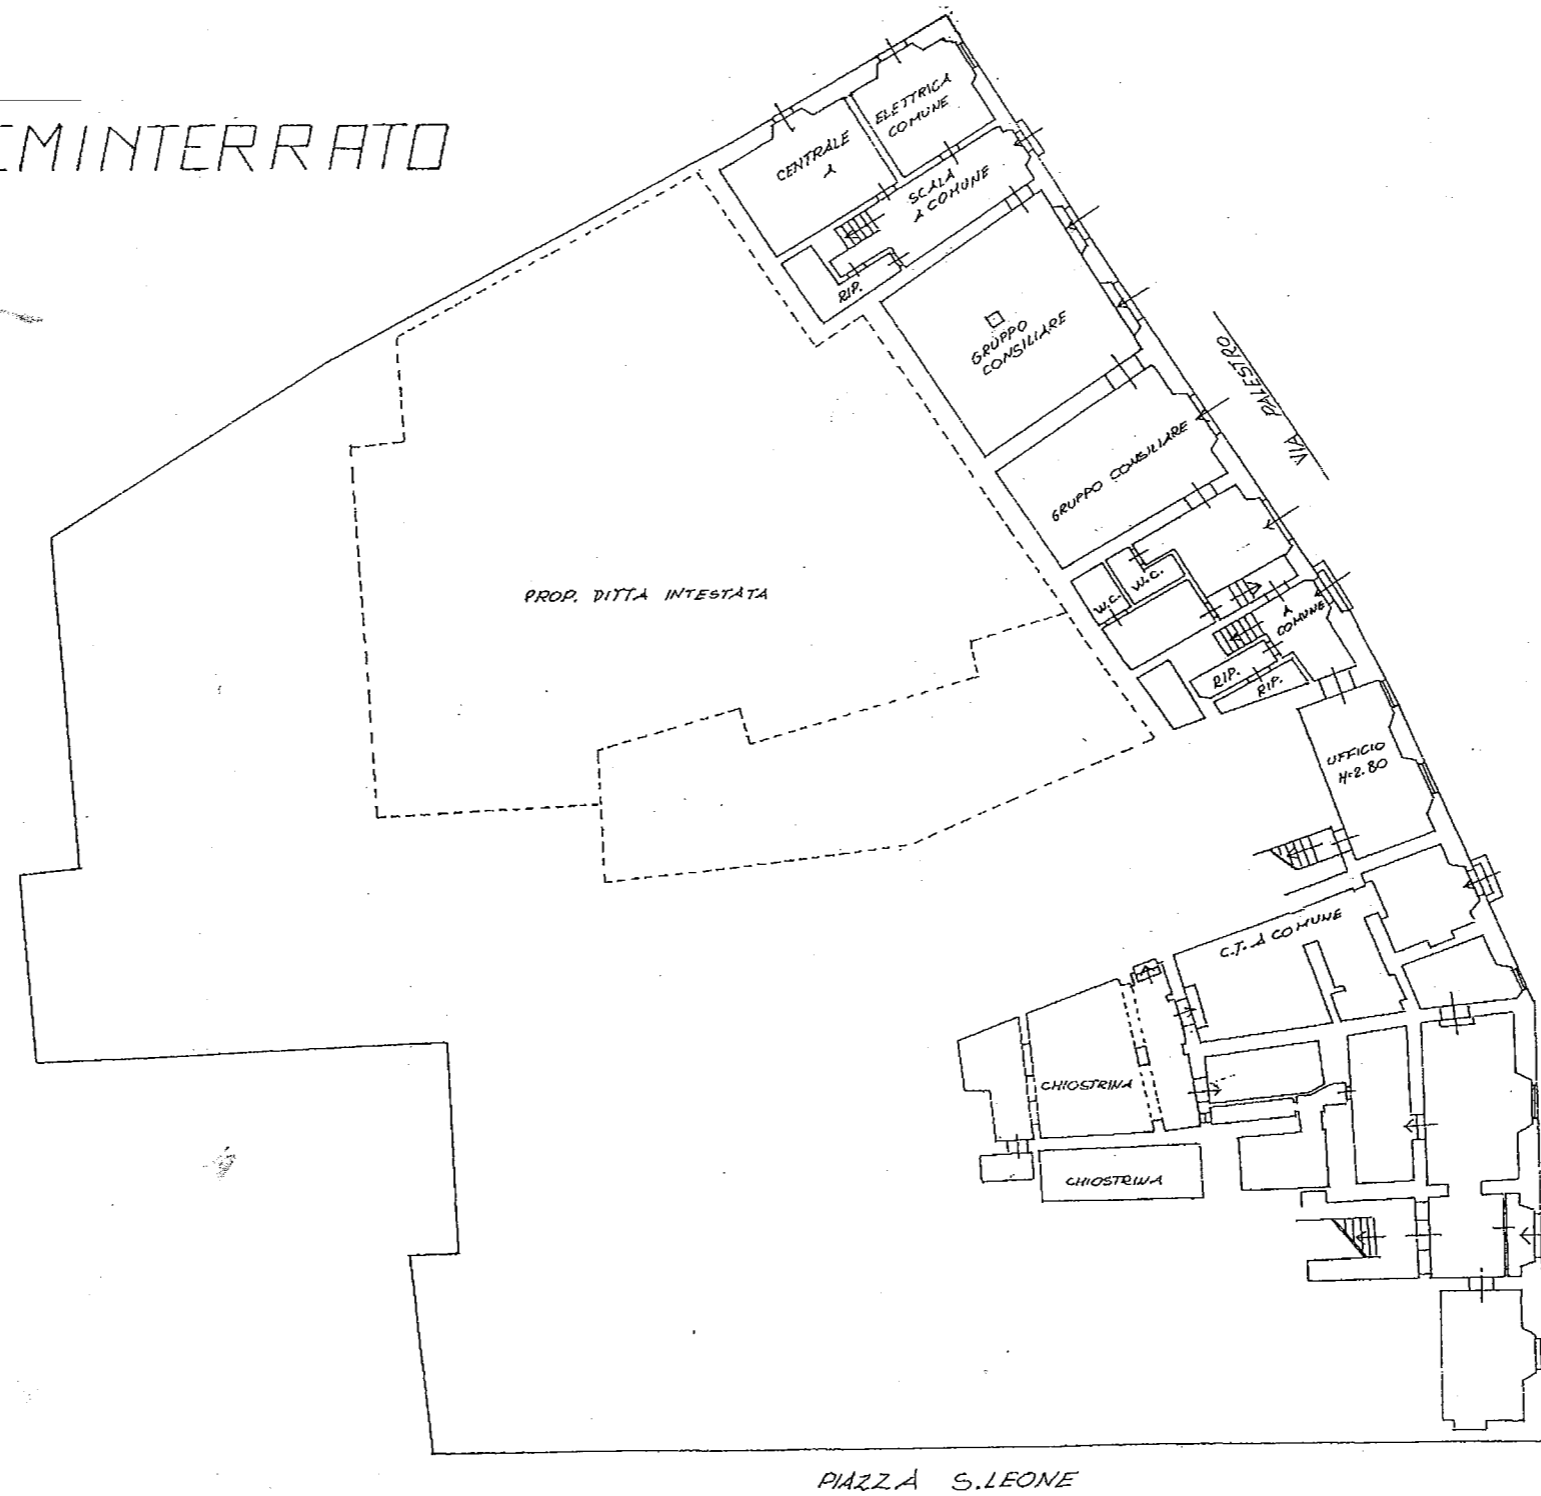 EMINTERRATO
ELETTRICA
COMUNE
CENTRALE
A
SCALA
A COMUNE
RIP.
GRUPPO
CONSILIARE
VIA PALESTRO
GRUPPO CONSILIARE
PROP. DITTA INTESTATA
W.C.
W.C.
A
COMUNE
RIP.
RIP.
UFFICIO
H=2.80
C.T. A COMUNE
CHIOSTRINA
CHIOSTRINA
PIAZZA S.LEONE